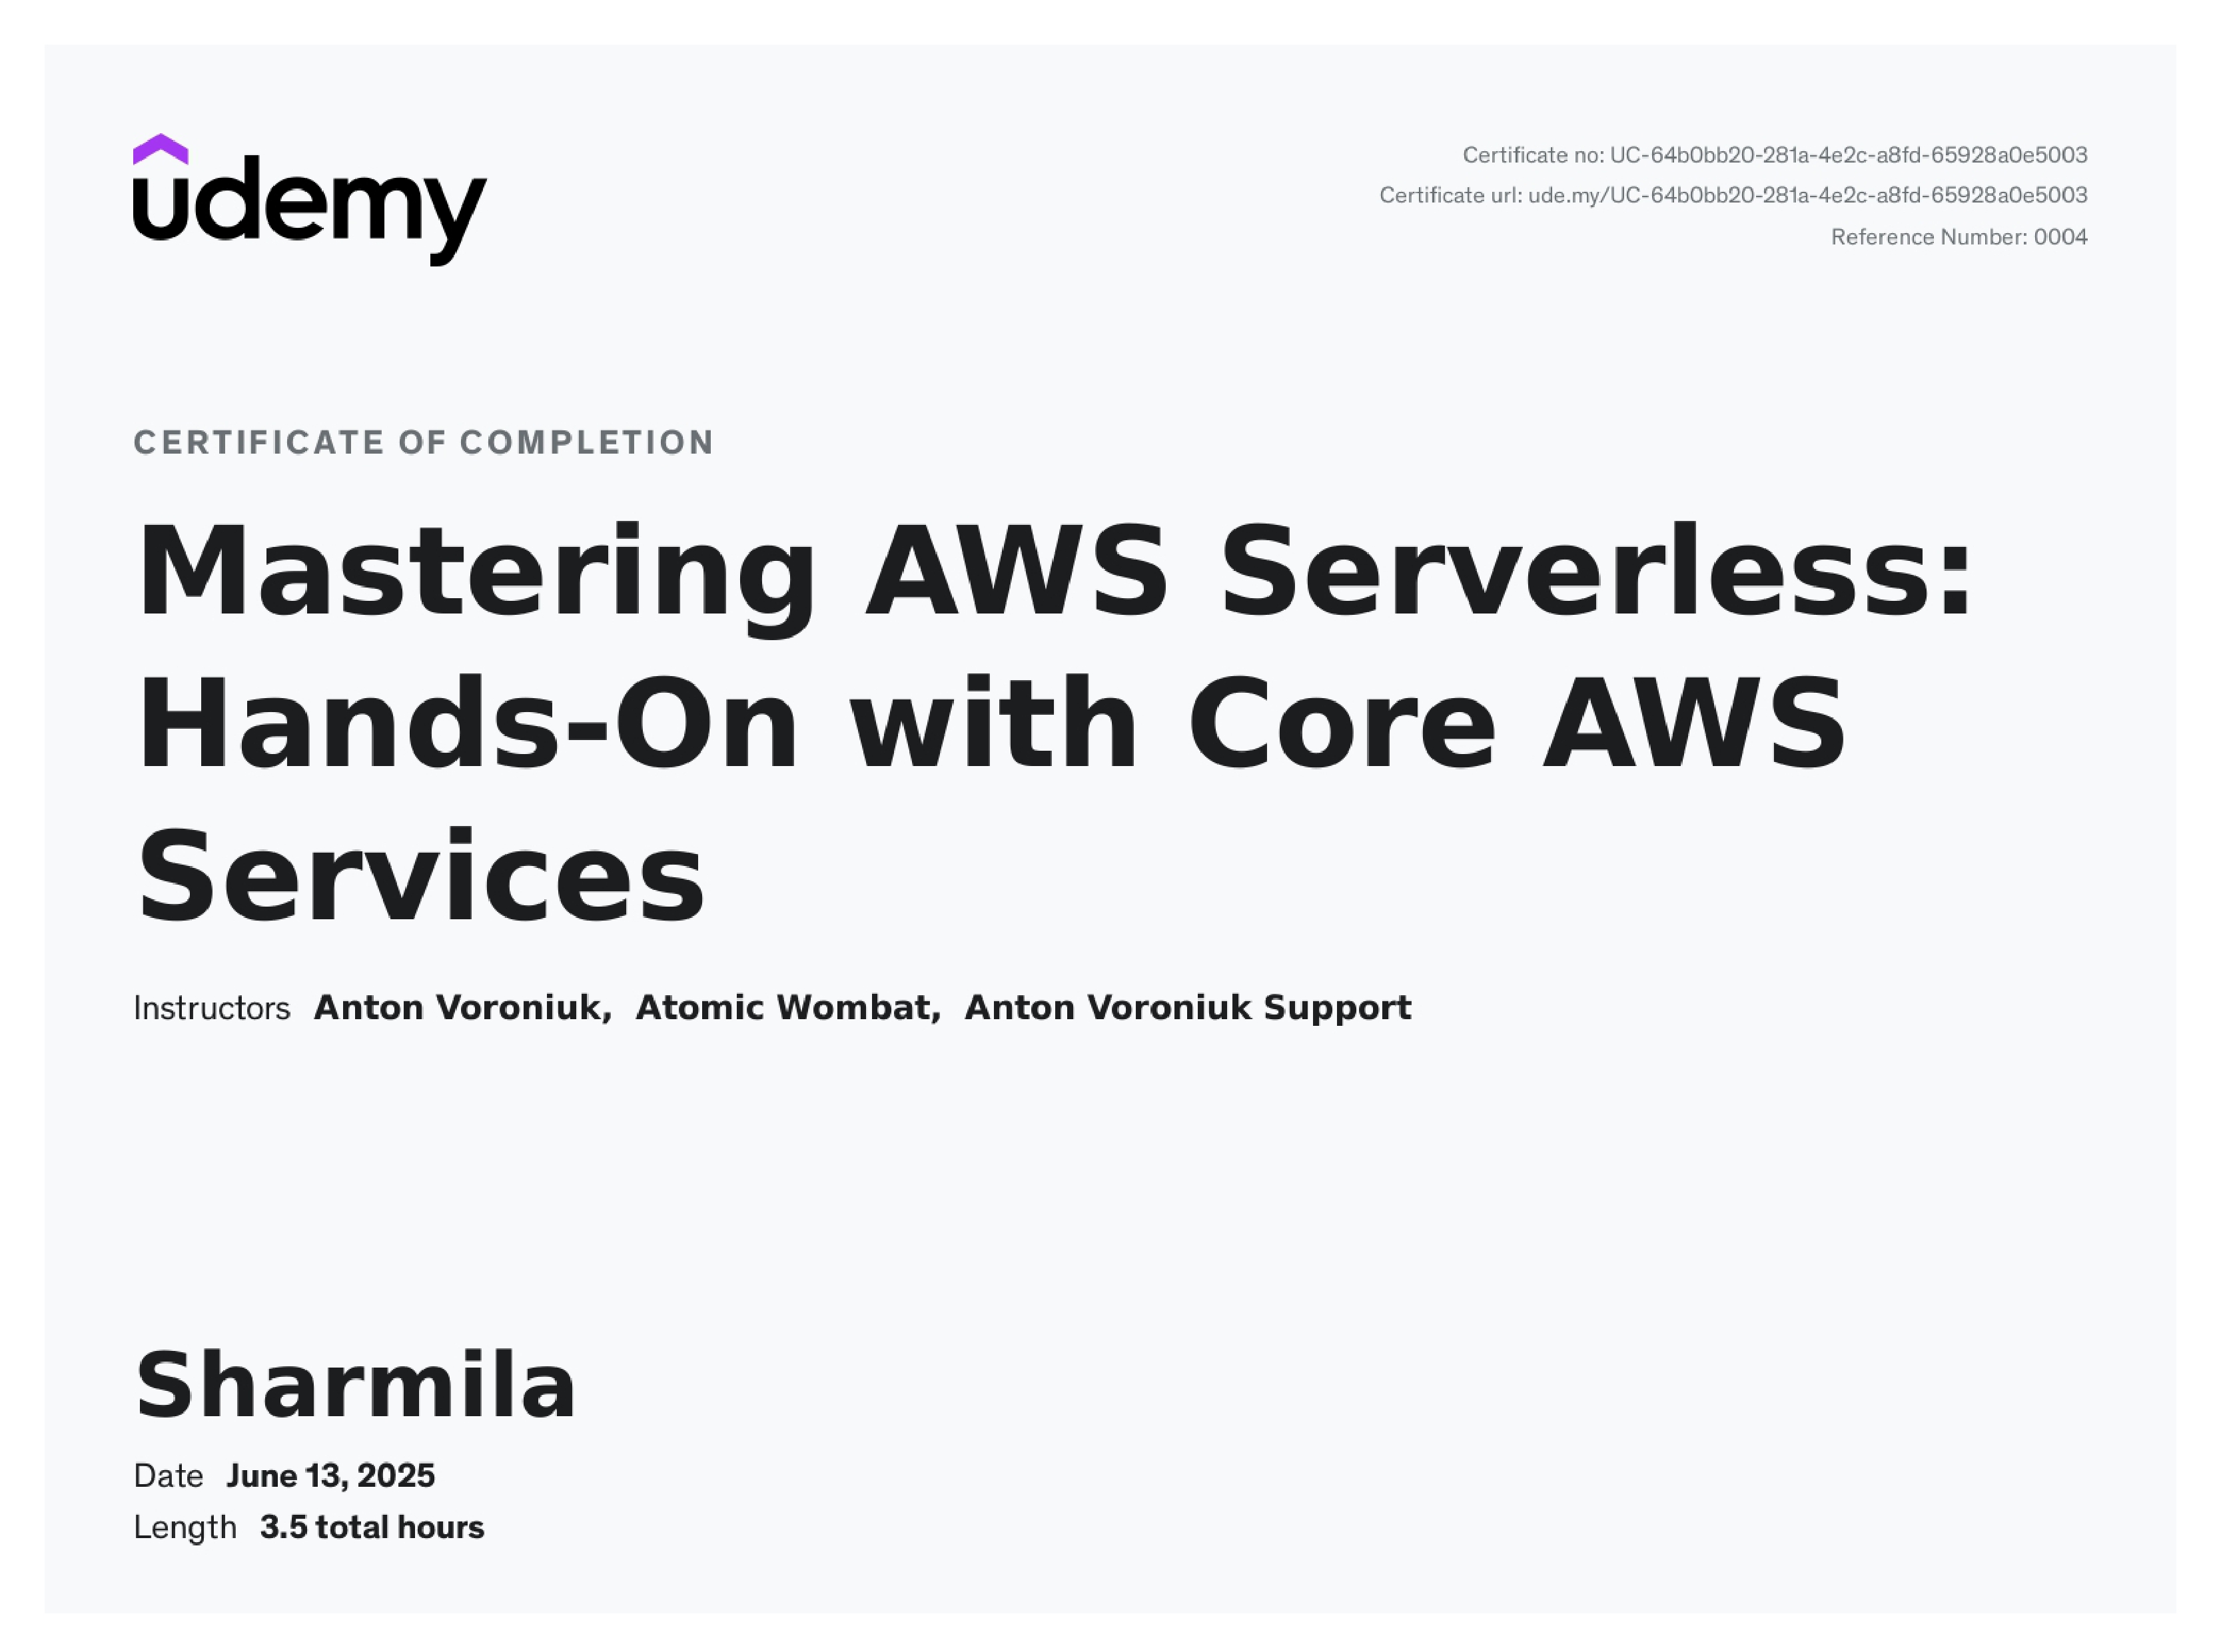 udemy
Certificate no: UC-64b0bb20-281a-4e2c-a8fd-65928a0e5003
Certificate url: ude.my/UC-64b0bb20-281a-4e2c-a8fd-65928a0e5003
Reference Number: 0004
CERTIFICATE OF COMPLETION
Mastering AWS Serverless:
Hands-On with Core AWS
Services
Instructors Anton Voroniuk, Atomic Wombat, Anton Voroniuk Support
Sharmila
Date June 13, 2025
Length 3.5 total hours